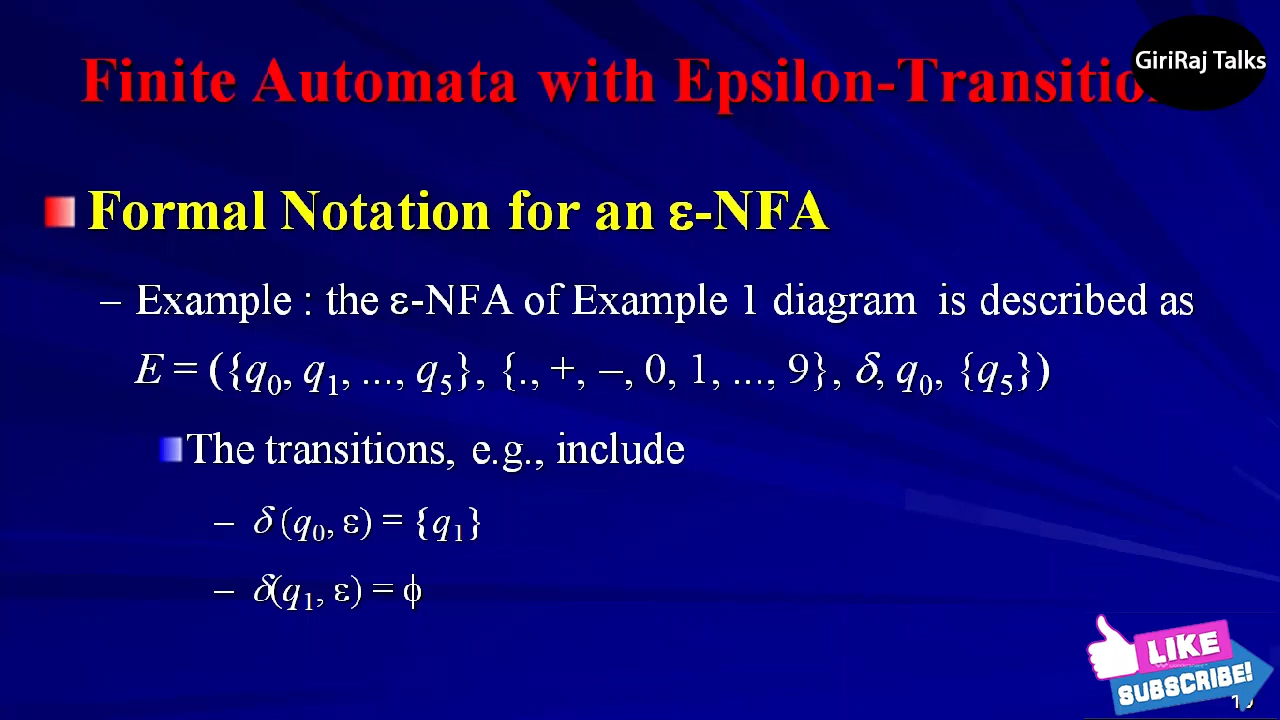 GiriRaj Talks
Finite Automata with Epsilon-Transitio
Formal Notation for an ε-NFA
– Example : the ε-NFA of Example 1 diagram is described as
E = ({q₀, q₁, ..., q₅}, {., +, –, 0, 1, ..., 9}, δ, q₀, {q₅})
The transitions, e.g., include
– δ (q₀, ε) = {q₁}
– δ(q₁, ε) = ϕ
LIKE
SUBSCRIBE!